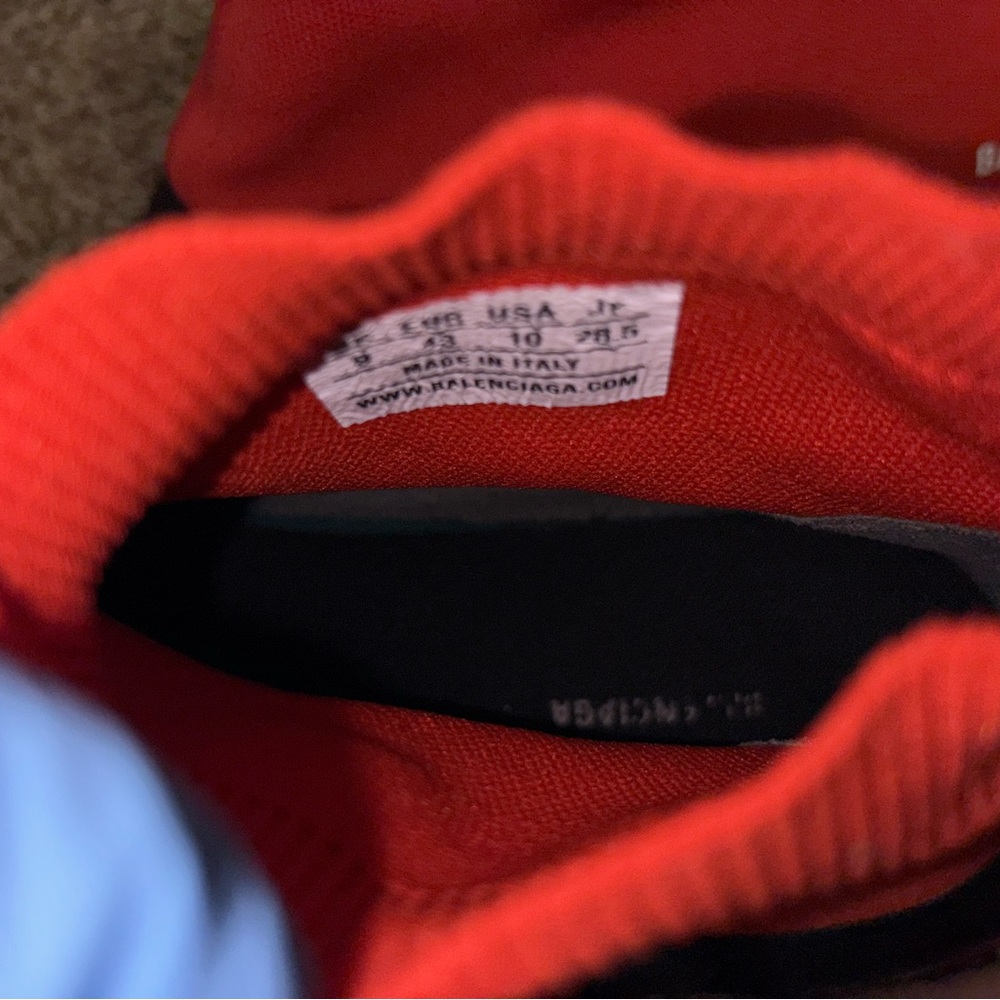 EUR USA JP
9 43 10 28.5
MADE IN ITALY
WWW.BALENCIAGA.COM